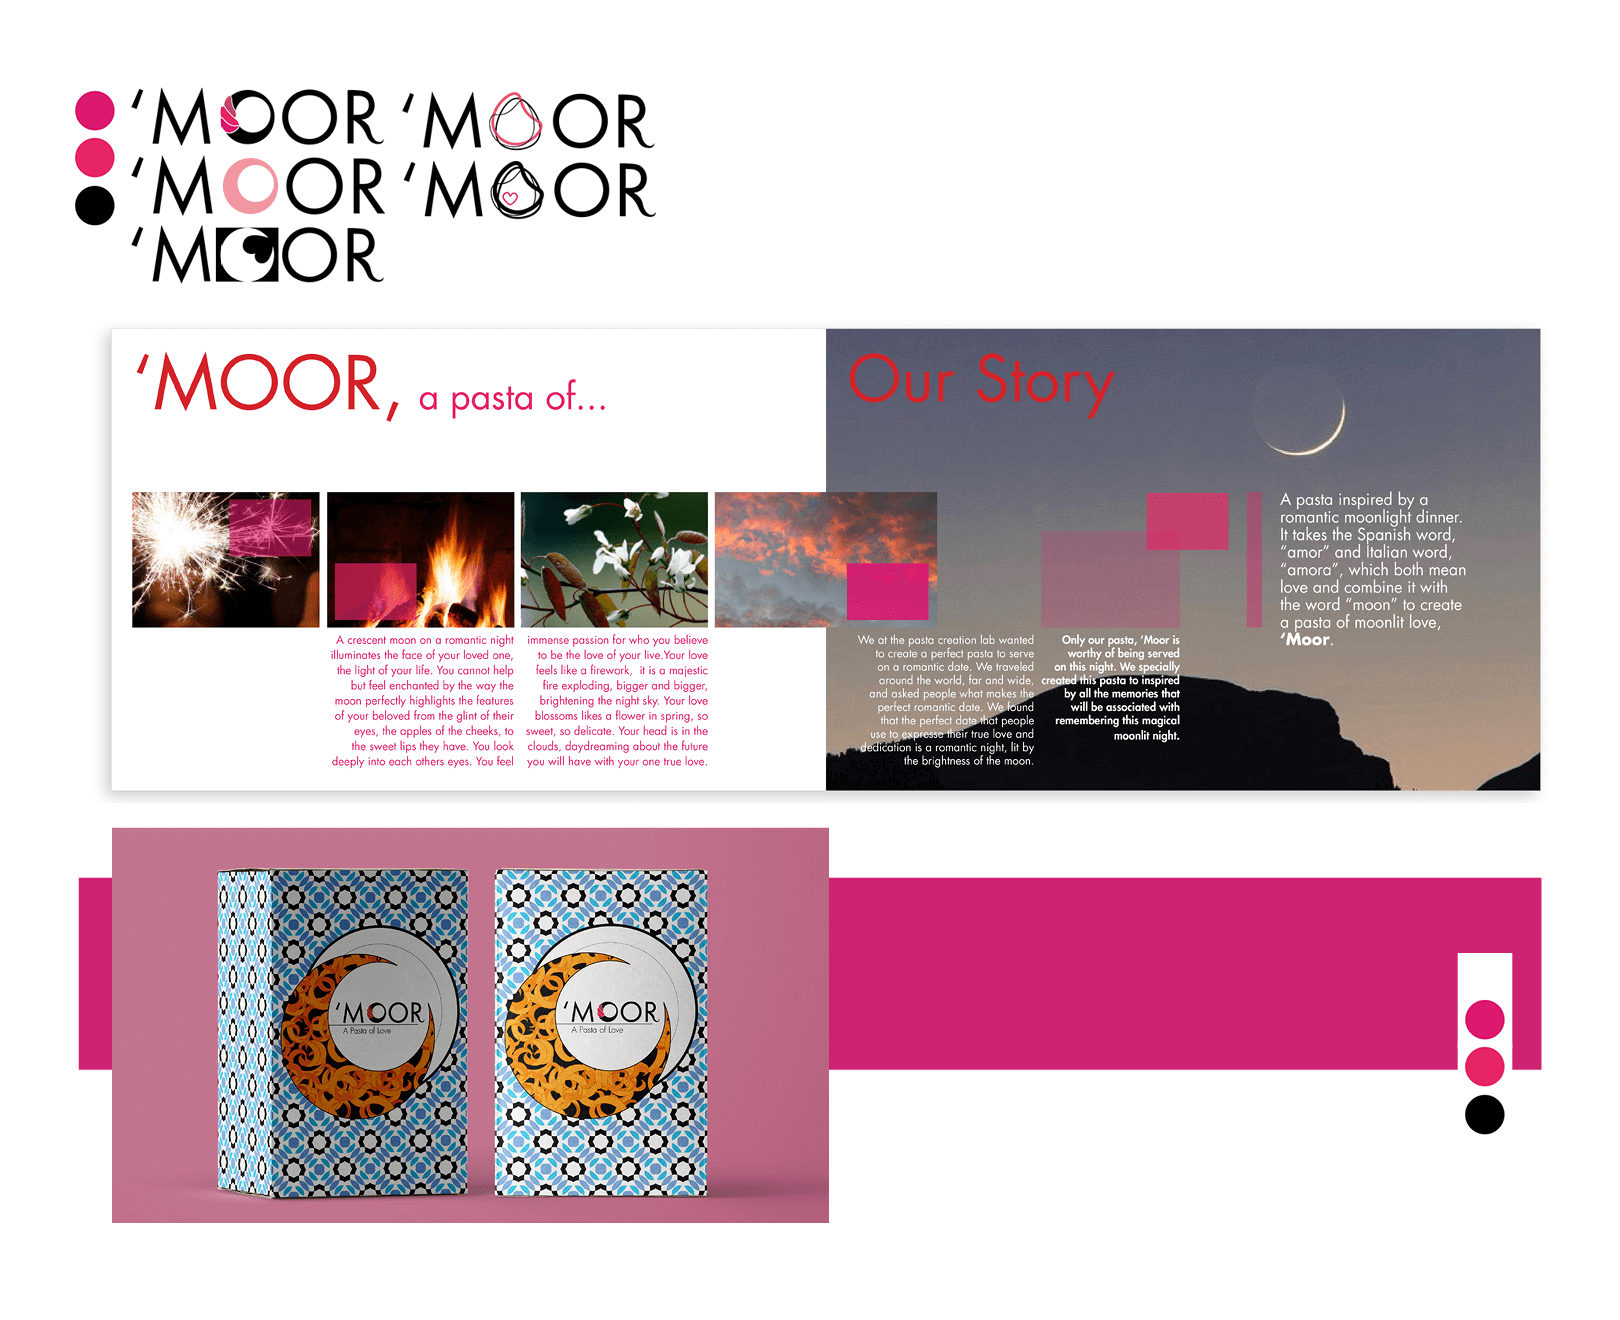 ‘MOOR ‘MOOR
‘MOOR ‘MOOR
‘MOOR
‘MOOR, a pasta of...
Our Story
A crescent moon on a romantic night
illuminates the face of your loved one,
the light of your life. You cannot help
but feel enchanted by the way the
moon perfectly highlights the features
of your beloved from the glint of their
eyes, the apples of the cheeks, to
the sweet lips they have. You look
deeply into each others eyes. You feel
immense passion for who you believe
to be the love of your live.Your love
feels like a firework, it is a majestic
fire exploding, bigger and bigger,
brightening the night sky. Your love
blossoms likes a flower in spring, so
sweet, so delicate. Your head is in the
clouds, daydreaming about the future
you will have with your one true love.
We at the pasta creation lab wanted
to create a perfect pasta to serve
on a romantic date. We traveled
around the world, far and wide,
and asked people what makes the
perfect romantic date. We found
that the perfect date that people
use to expresse their true love and
dedication is a romantic night, lit by
the brightness of the moon.
Only our pasta, ‘Moor is
worthy of being served
on this night. We specially
created this pasta to inspired
by all the memories that
will be associated with
remembering this magical
moonlit night.
A pasta inspired by a
romantic moonlight dinner.
It takes the Spanish word,
“amor” and Italian word,
“amora”, which both mean
love and combine it with
the word “moon” to create
a pasta of moonlit love,
‘Moor.
‘MOOR
A Pasta of Love
‘MOOR
A Pasta of Love